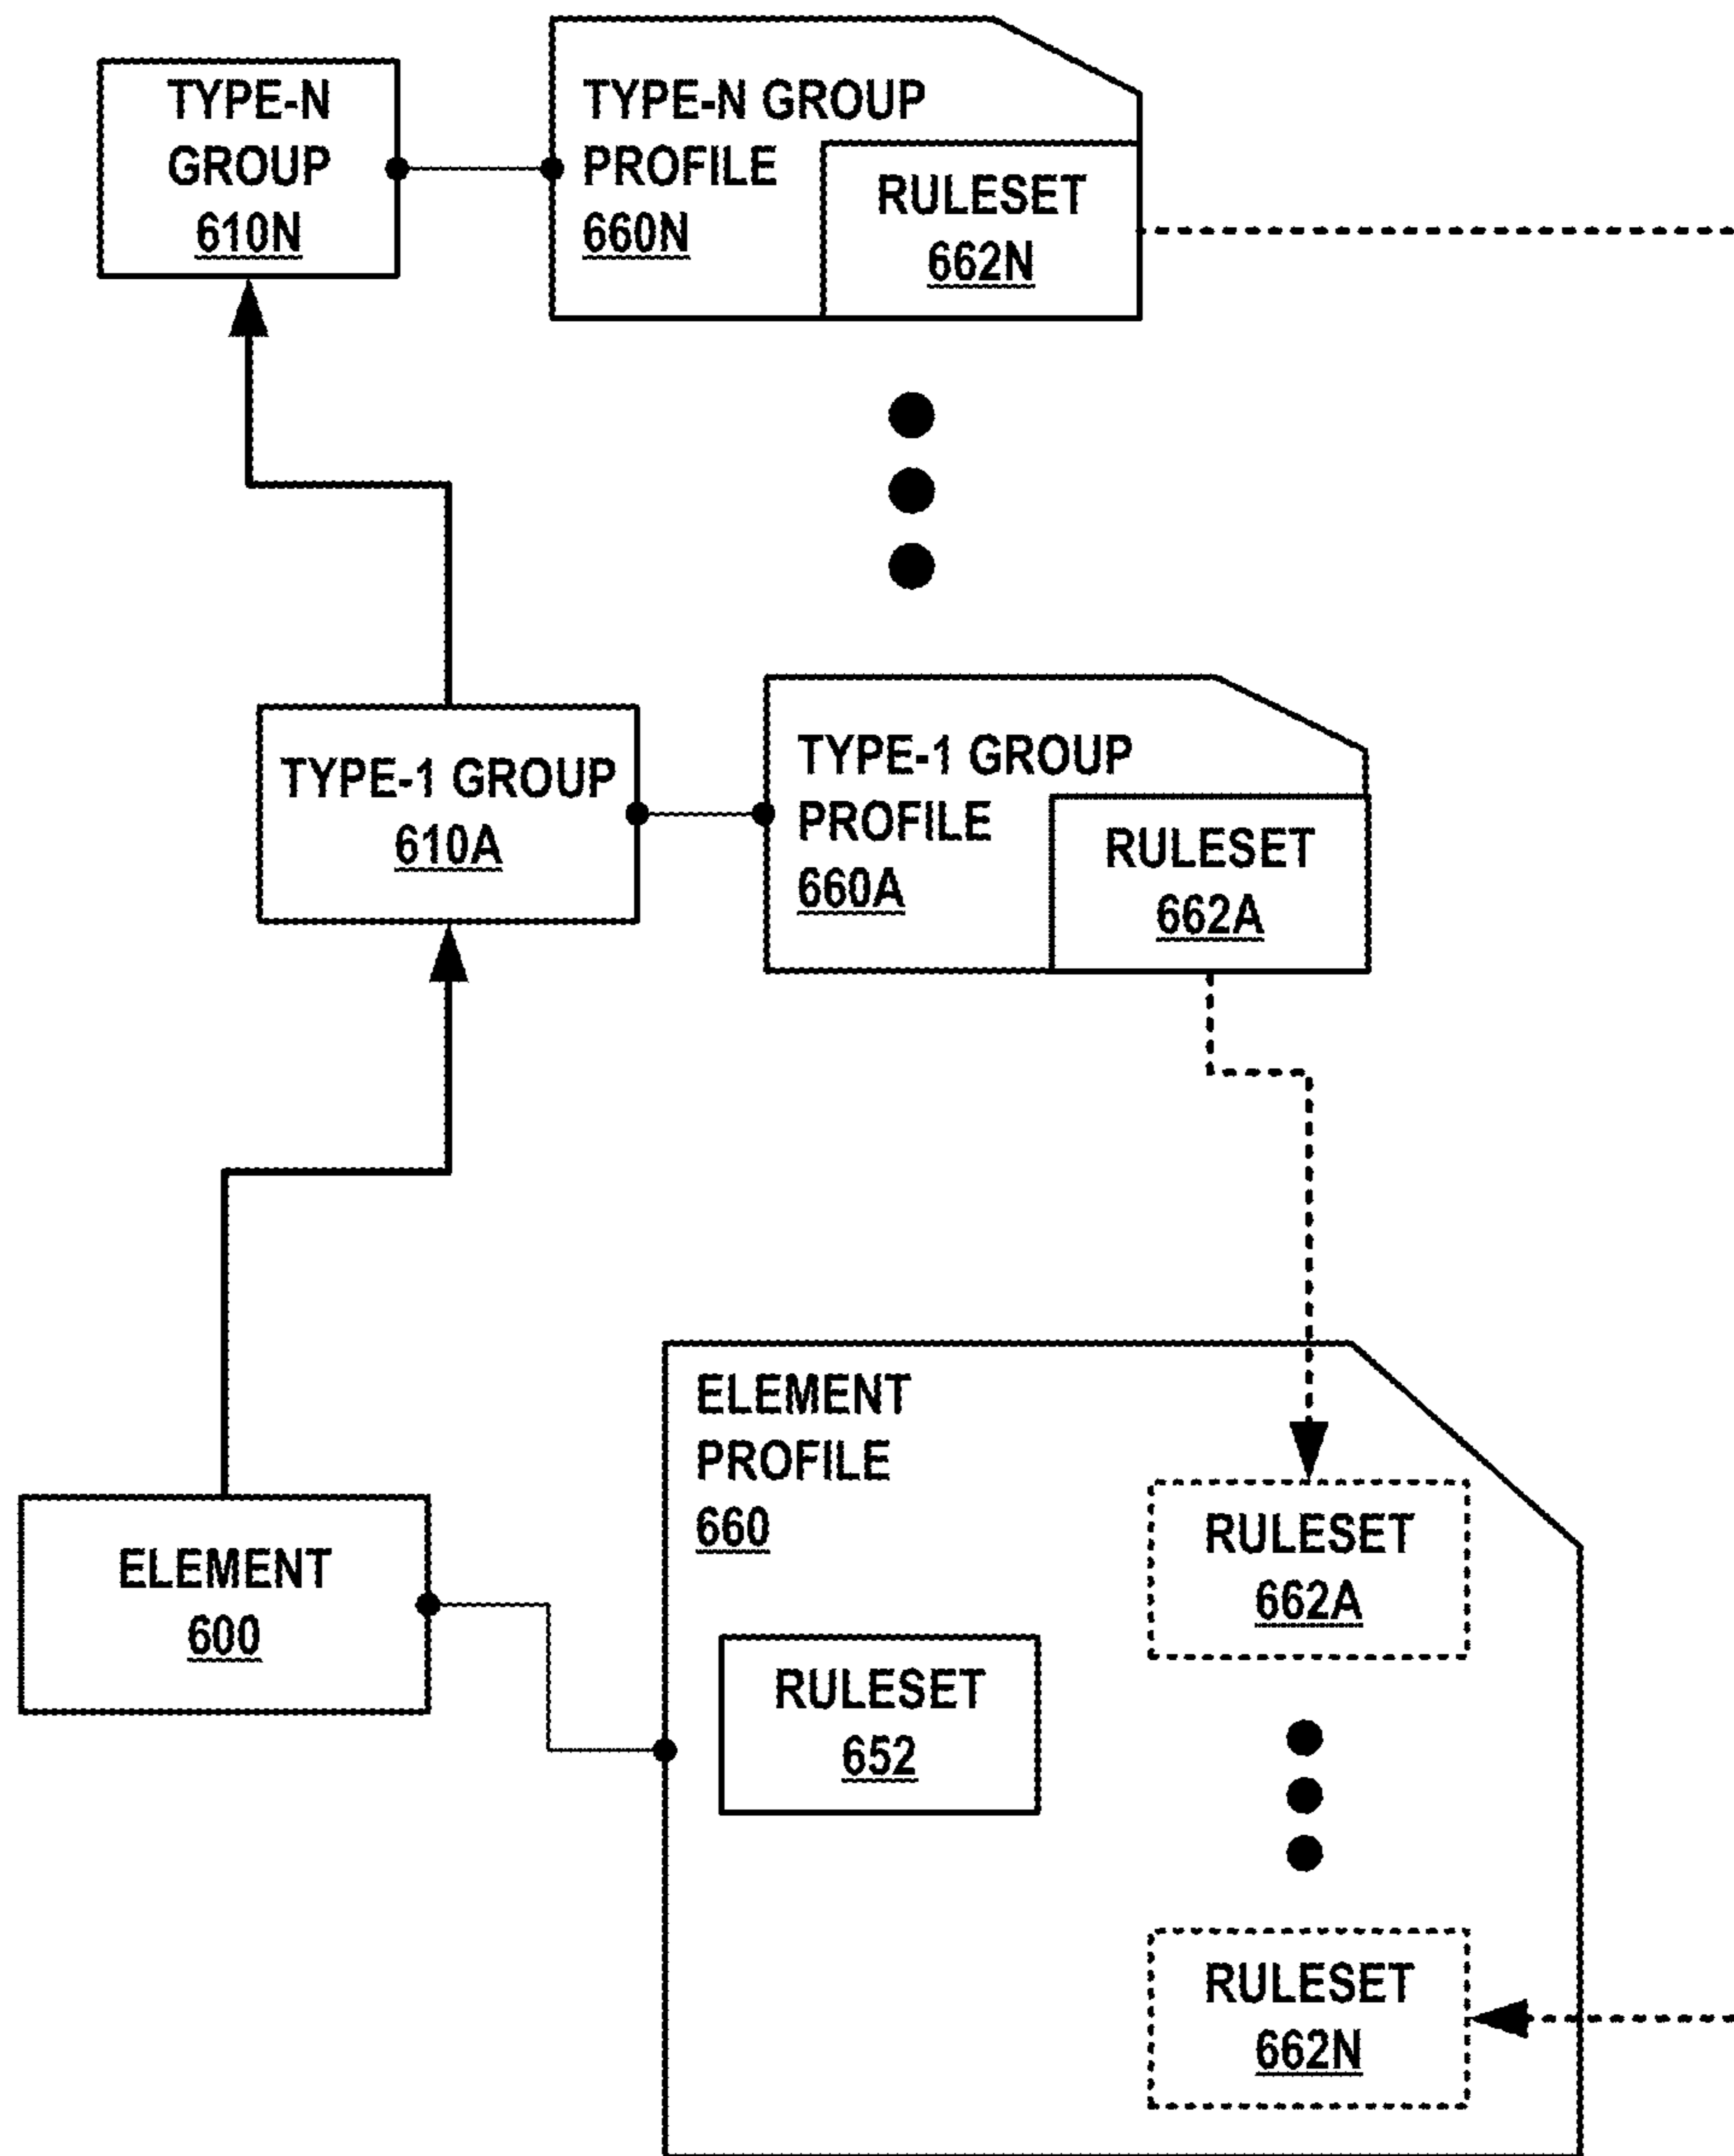 TYPE-N
GROUP
610N
TYPE-N GROUP
PROFILE
660N
RULESET
662N
TYPE-1 GROUP
610A
TYPE-1 GROUP
PROFILE
660A
RULESET
662A
ELEMENT
600
ELEMENT
PROFILE
660
RULESET
652
RULESET
662A
RULESET
662N